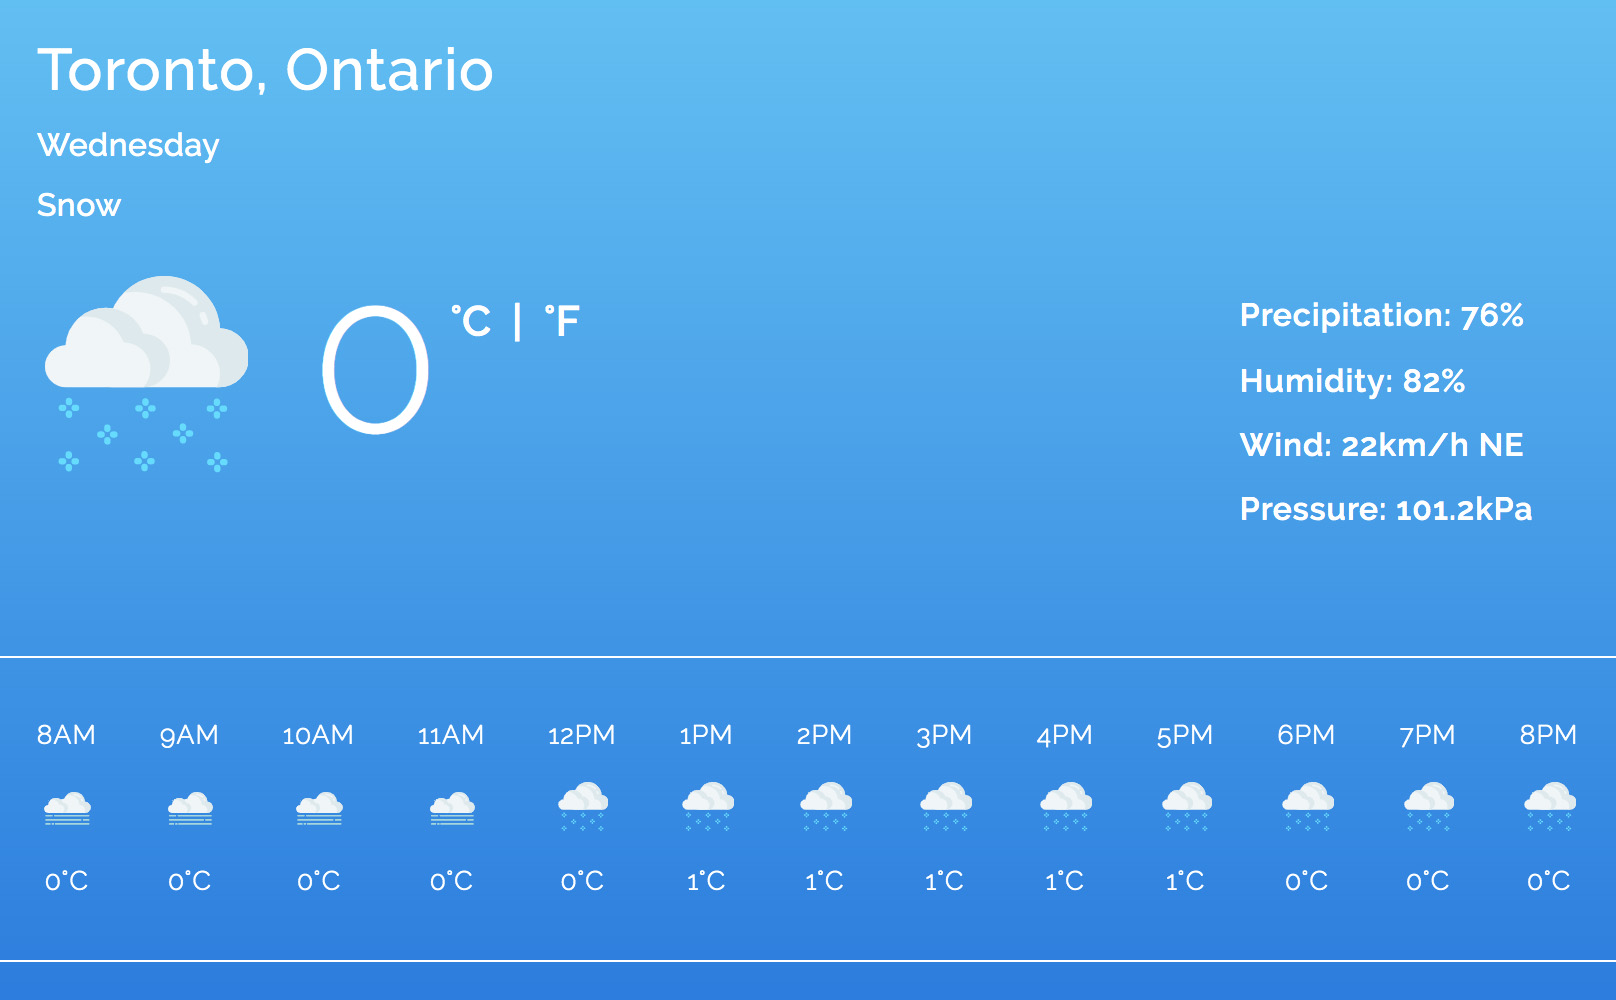 Toronto, Ontario
Wednesday
Snow
0 °C | °F
Precipitation: 76%
Humidity: 82%
Wind: 22km/h NE
Pressure: 101.2kPa
8AM 9AM 10AM 11AM 12PM 1PM 2PM 3PM 4PM 5PM 6PM 7PM 8PM
0°C 0°C 0°C 0°C 0°C 1°C 1°C 1°C 1°C 1°C 0°C 0°C 0°C